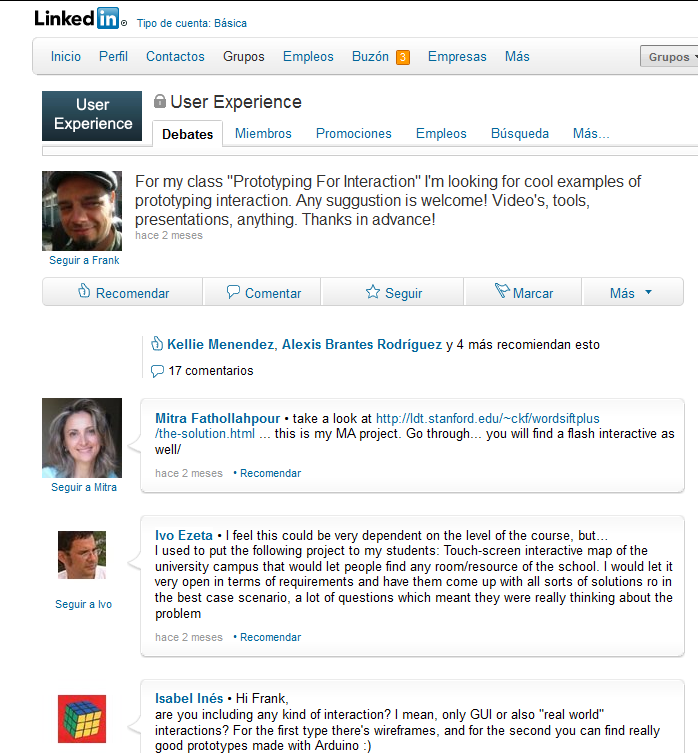 Linked in ® Tipo de cuenta: Básica
Inicio Perfil Contactos Grupos Empleos Buzón 3 Empresas Más Grupos
User Experience
User Experience
Debates Miembros Promociones Empleos Búsqueda Más...
For my class "Prototyping For Interaction" I'm looking for cool examples of
prototyping interaction. Any suggustion is welcome! Video's, tools,
presentations, anything. Thanks in advance!
hace 2 meses
Seguir a Frank
Recomendar Comentar Seguir Marcar Más
Kellie Menendez, Alexis Brantes Rodríguez y 4 más recomiendan esto
17 comentarios
Mitra Fathollahpour • take a look at http://ldt.stanford.edu/~ckf/wordsiftplus
/the-solution.html ... this is my MA project. Go through... you will find a flash interactive as
well/
hace 2 meses • Recomendar
Seguir a Mitra
Ivo Ezeta • I feel this could be very dependent on the level of the course, but...
I used to put the following project to my students: Touch-screen interactive map of the
university campus that would let people find any room/resource of the school. I would let it
very open in terms of requirements and have them come up with all sorts of solutions ro in
the best case scenario, a lot of questions which meant they were really thinking about the
problem
hace 2 meses • Recomendar
Seguir a Ivo
Isabel Inés • Hi Frank,
are you including any kind of interaction? I mean, only GUI or also "real world"
interactions? For the first type there's wireframes, and for the second you can find really
good prototypes made with Arduino :)